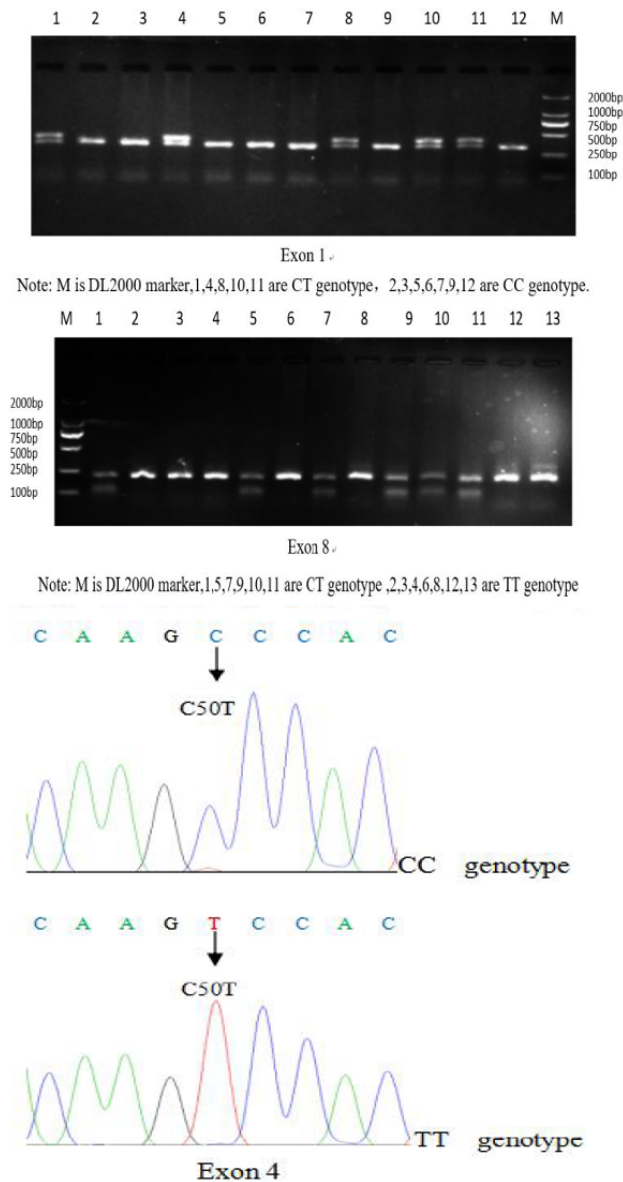 1 2 3 4 5 6 7 8 9 10 11 12 M
2000bp
1000bp
750bp
500bp
250bp
100bp
Exon 1
Note: M is DL2000 marker,1,4,8,10,11 are CT genotype，2,3,5,6,7,9,12 are CC genotype.
M 1 2 3 4 5 6 7 8 9 10 11 12 13
2000bp
1000bp
750bp
500bp
250bp
100bp
Exon 8
Note: M is DL2000 marker,1,5,7,9,10,11 are CT genotype ,2,3,4,6,8,12,13 are TT genotype
C A A G C C C A C
C50T
CC genotype
C A A G T C C A C
C50T
TT genotype
Exon 4